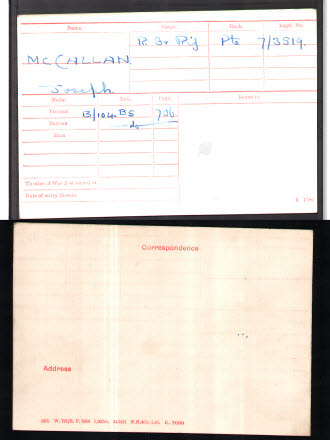 Name. Corps. Rank. Regtl. No.
R. Ir. Rif Pte 7/3519.
McCALLAN
Joseph.
Medal. Roll. Page. Remarks
Victory B/104.B5 706
British do
Star
Theatre of War first served in
Date of entry therein
Correspondence
Address